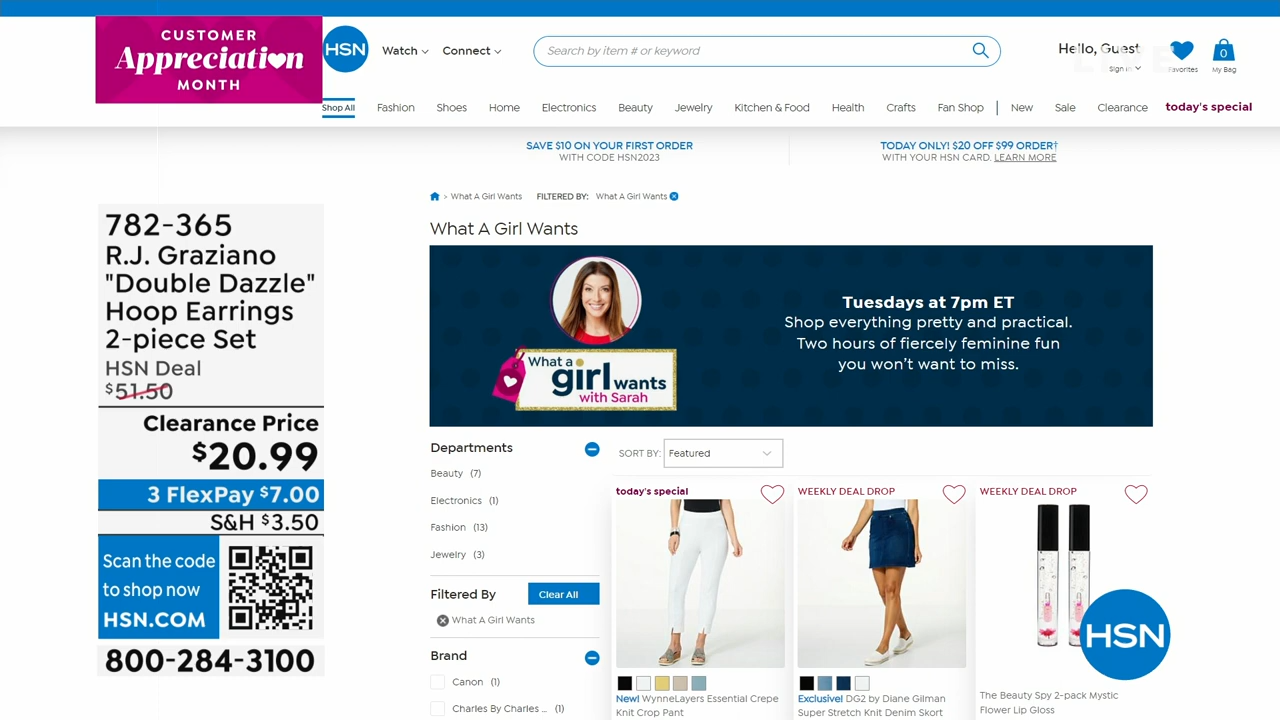 CUSTOMER
Appreciation
MONTH
HSN
Watch
Connect
Search by item # or keyword
Hello, Guest
Sign in
Favorites
0
My Bag
Shop All
Fashion
Shoes
Home
Electronics
Beauty
Jewelry
Kitchen & Food
Health
Crafts
Fan Shop
New
Sale
Clearance
today's special
SAVE $10 ON YOUR FIRST ORDER
WITH CODE HSN2023
TODAY ONLY! $20 OFF $99 ORDER†
WITH YOUR HSN CARD. LEARN MORE
782-365
R.J. Graziano
"Double Dazzle"
Hoop Earrings
2-piece Set
HSN Deal
$51.50
Clearance Price
$20.99
3 FlexPay $7.00
S&H $3.50
Scan the code
to shop now
HSN.COM
800-284-3100
> What A Girl Wants FILTERED BY: What A Girl Wants
What A Girl Wants
What a
girl wants
with Sarah
Tuesdays at 7pm ET
Shop everything pretty and practical.
Two hours of fiercely feminine fun
you won't want to miss.
Departments
Beauty (7)
Electronics (1)
Fashion (13)
Jewelry (3)
Filtered By
Clear All
What A Girl Wants
Brand
Canon (1)
Charles By Charles ... (1)
SORT BY: Featured
today's special
New! WynneLayers Essential Crepe
Knit Crop Pant
WEEKLY DEAL DROP
Exclusive! DG2 by Diane Gilman
Super Stretch Knit Denim Skort
WEEKLY DEAL DROP
The Beauty Spy 2-pack Mystic
Flower Lip Gloss
HSN